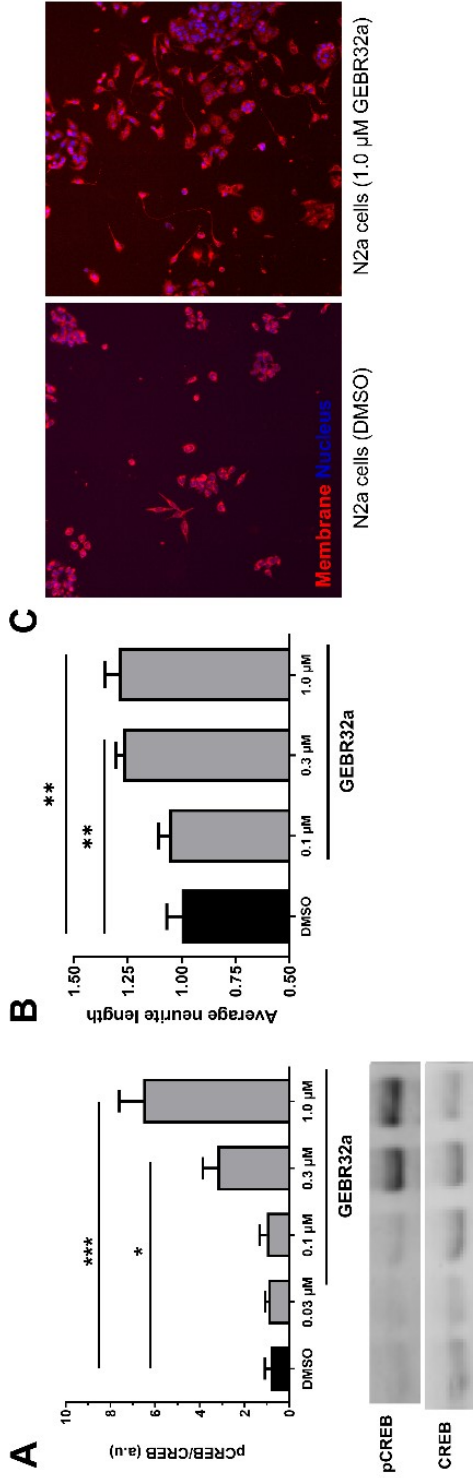 A
pCREB/CREB (a.u)
10
8
6
4
2
0
***
*
DMSO
0.03 µM
0.1 µM
0.3 µM
1.0 µM
GEBR32a
pCREB
CREB
B
Average neurite length
1.50
1.25
1.00
0.75
0.50
**
**
DMSO
0.1 µM
0.3 µM
1.0 µM
GEBR32a
C
Membrane Nucleus
N2a cells (DMSO)
N2a cells (1.0 µM GEBR32a)